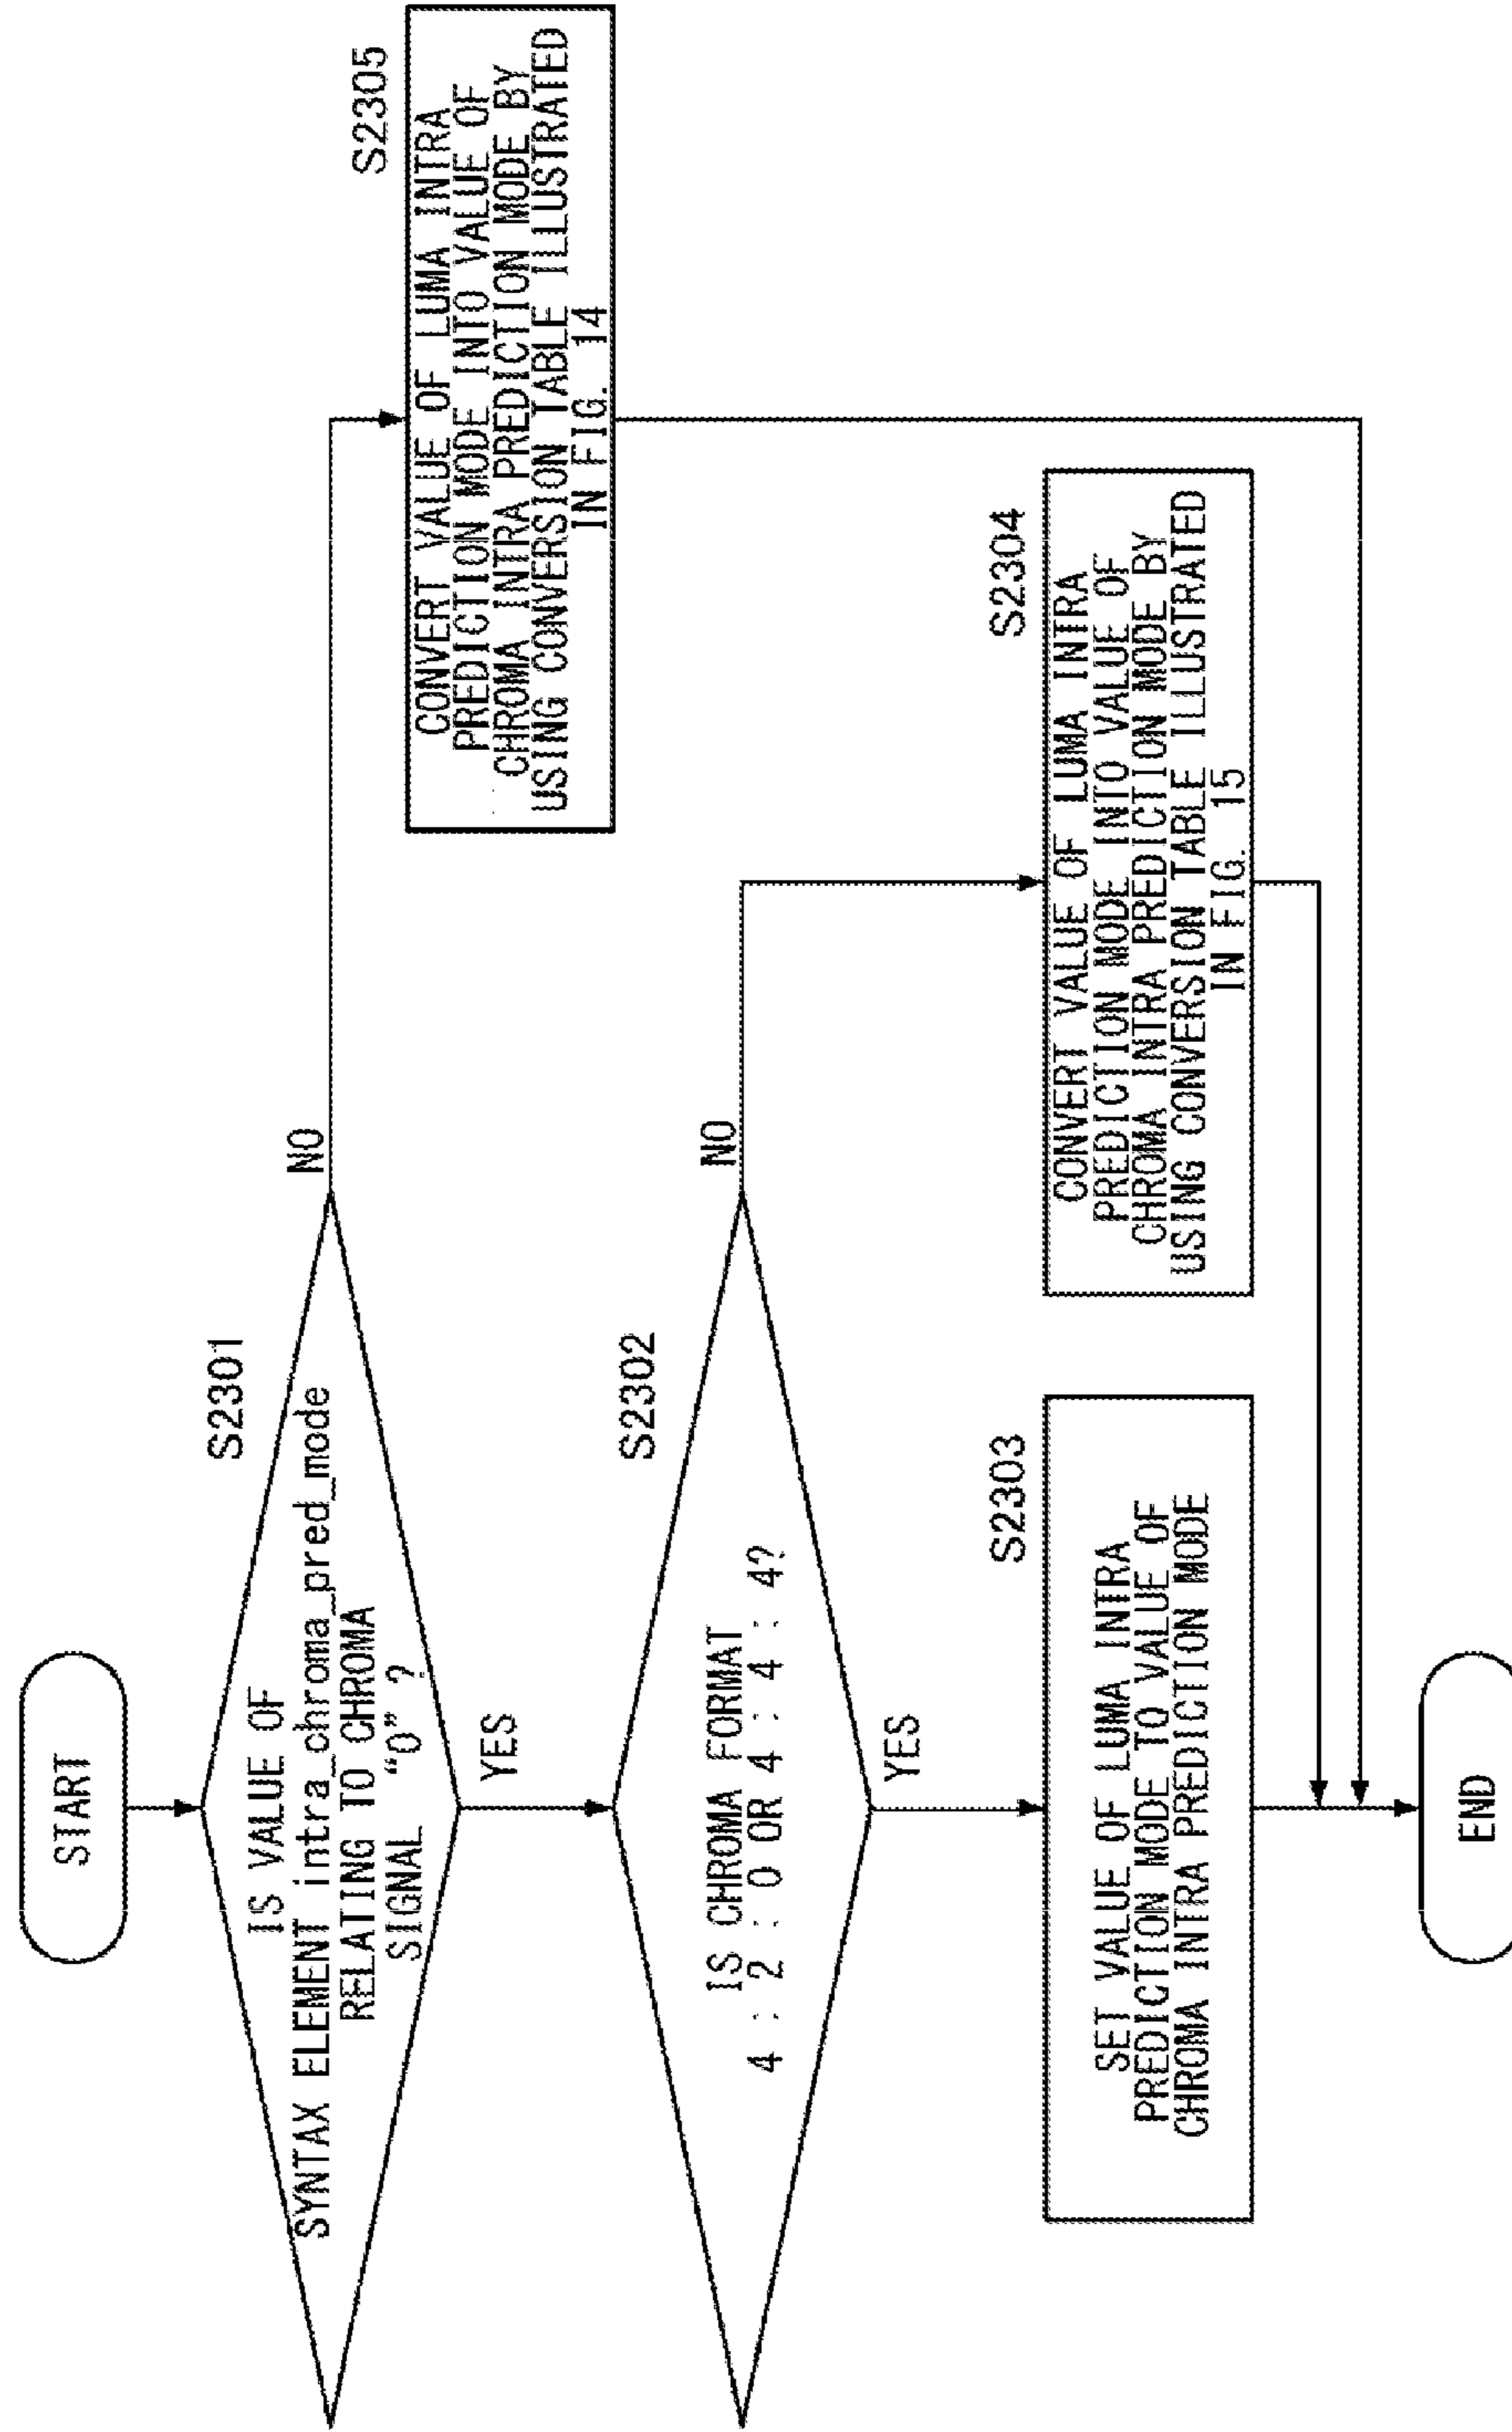 START
S2301
IS VALUE OF
SYNTAX ELEMENT intra_chroma_pred_mode
RELATING TO CHROMA
SIGNAL "0" ?
NO
YES
S2305
CONVERT VALUE OF LUMA INTRA
PREDICTION MODE INTO VALUE OF
CHROMA INTRA PREDICTION MODE BY
USING CONVERSION TABLE ILLUSTRATED
IN FIG. 14
S2302
IS CHROMA FORMAT
4 : 2 : 0 OR 4 : 4 : 4?
NO
YES
S2303
SET VALUE OF LUMA INTRA
PREDICTION MODE TO VALUE OF
CHROMA INTRA PREDICTION MODE
S2304
CONVERT VALUE OF LUMA INTRA
PREDICTION MODE INTO VALUE OF
CHROMA INTRA PREDICTION MODE BY
USING CONVERSION TABLE ILLUSTRATED
IN FIG. 15
END